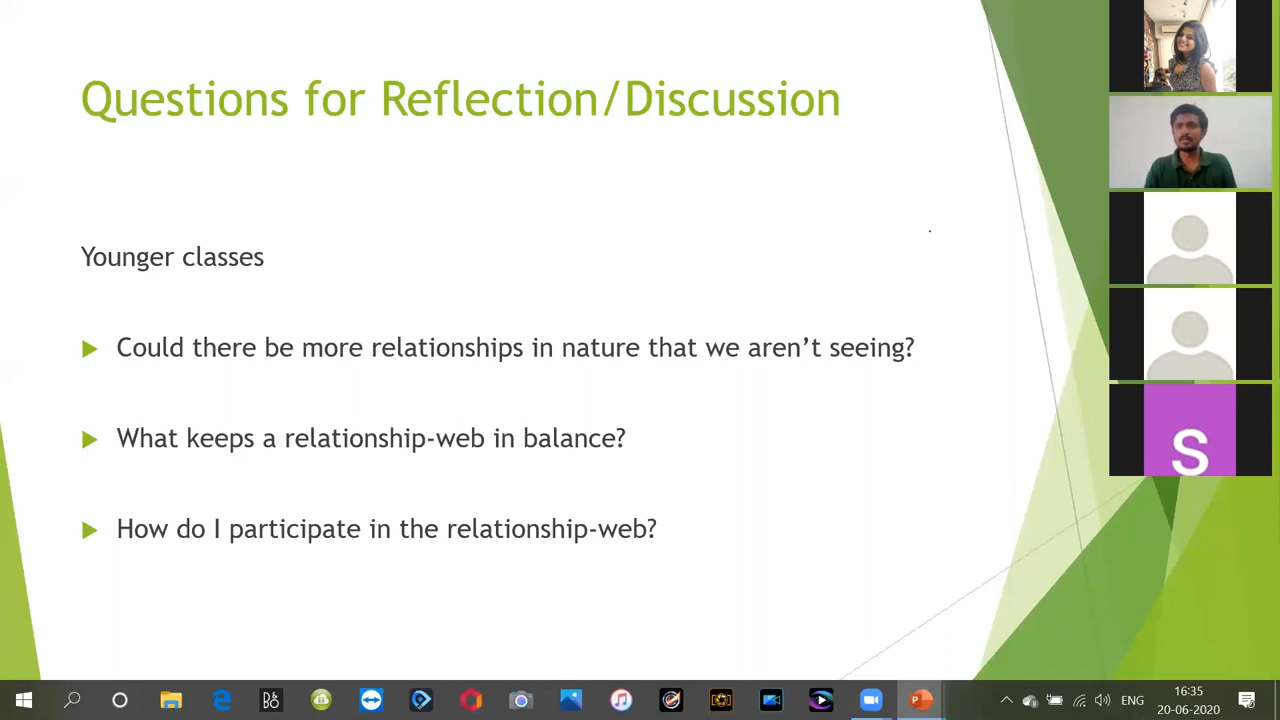 Questions for Reflection/Discussion
Younger classes
Could there be more relationships in nature that we aren’t seeing?
What keeps a relationship-web in balance?
How do I participate in the relationship-web?
S
B&O
ENG
16:35
20-06-2020